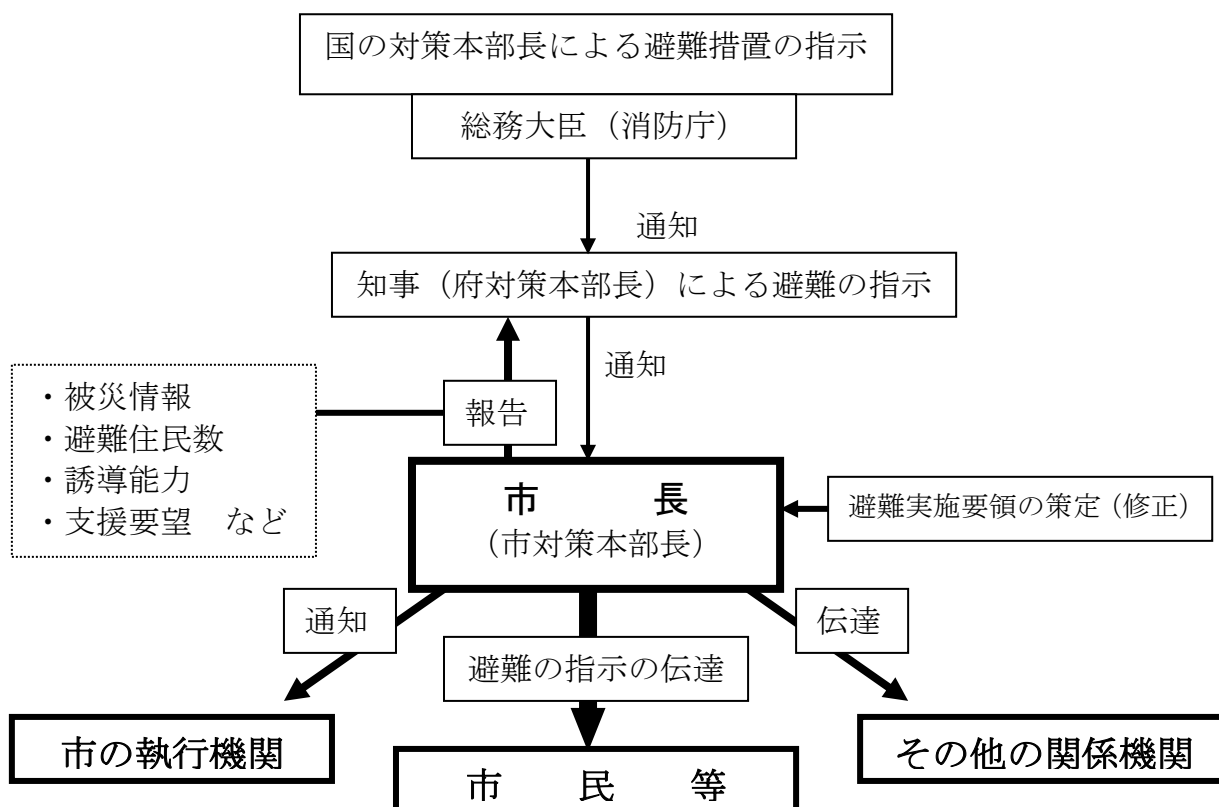 国の対策本部長による避難措置の指示
総務大臣（消防庁）
通知
知事（府対策本部長）による避難の指示
通知
報告
・被災情報
・避難住民数
・誘導能力
・支援要望　など
市　　　長
（市対策本部長）
避難実施要領の策定（修正）
通知
避難の指示の伝達
伝達
市の執行機関
市　民　等
その他の関係機関